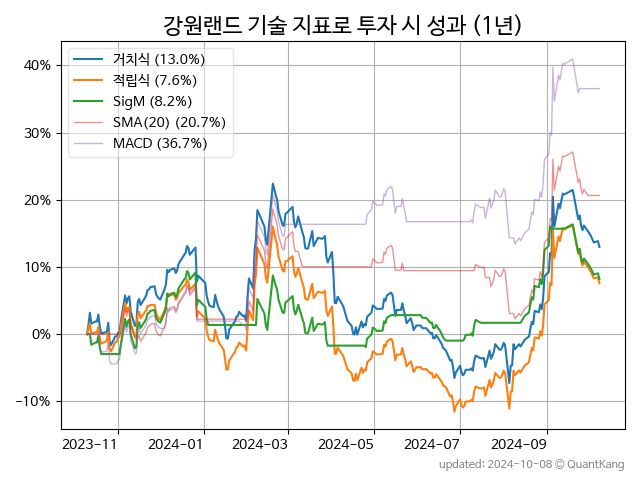 강원랜드 기술 지표로 투자 시 성과 (1년)
거치식 (13.0%)
적립식 (7.6%)
SigM (8.2%)
SMA(20) (20.7%)
MACD (36.7%)
40%
30%
20%
10%
0%
−10%
2023-11
2024-01
2024-03
2024-05
2024-07
2024-09
updated: 2024-10-08 © QuantKang